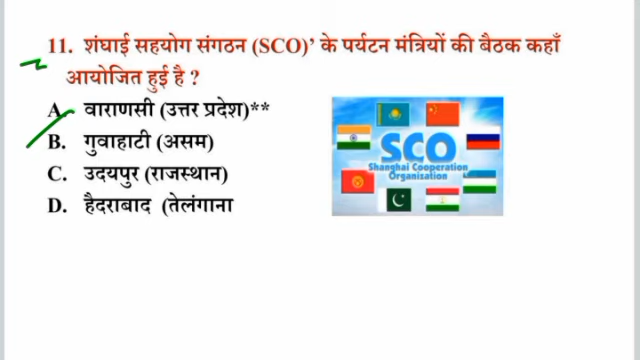 11. शंघाई सहयोग संगठन (SCO)’ के पर्यटन मंत्रियों की बैठक कहाँ
आयोजित हुई है ?
A. वाराणसी (उत्तर प्रदेश)**
B. गुवाहाटी (असम)
C. उदयपुर (राजस्थान)
D. हैदराबाद (तेलंगाना
SCO
Shanghai Cooperation
Organisation